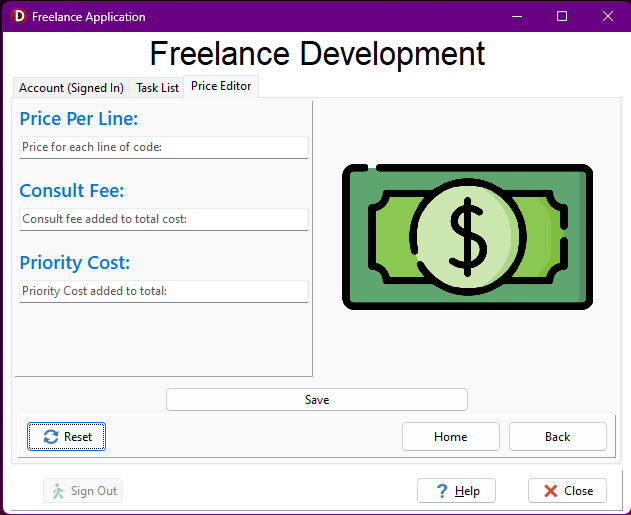 D Freelance Application
Freelance Development
Account (Signed In) Task List Price Editor
Price Per Line:
Price for each line of code:
Consult Fee:
Consult fee added to total cost:
Priority Cost:
Priority Cost added to total:
$
Save
Reset Home Back
Sign Out ? Help Close